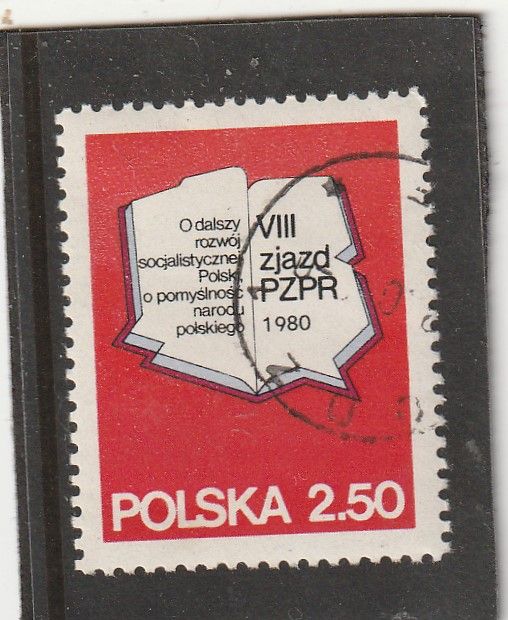 O dalszy
rozwój
socjalistycznej
Polski,
o pomyślność
narodu
polskiego
VIII
zjazd
PZPR
1980
POLSKA 2.50